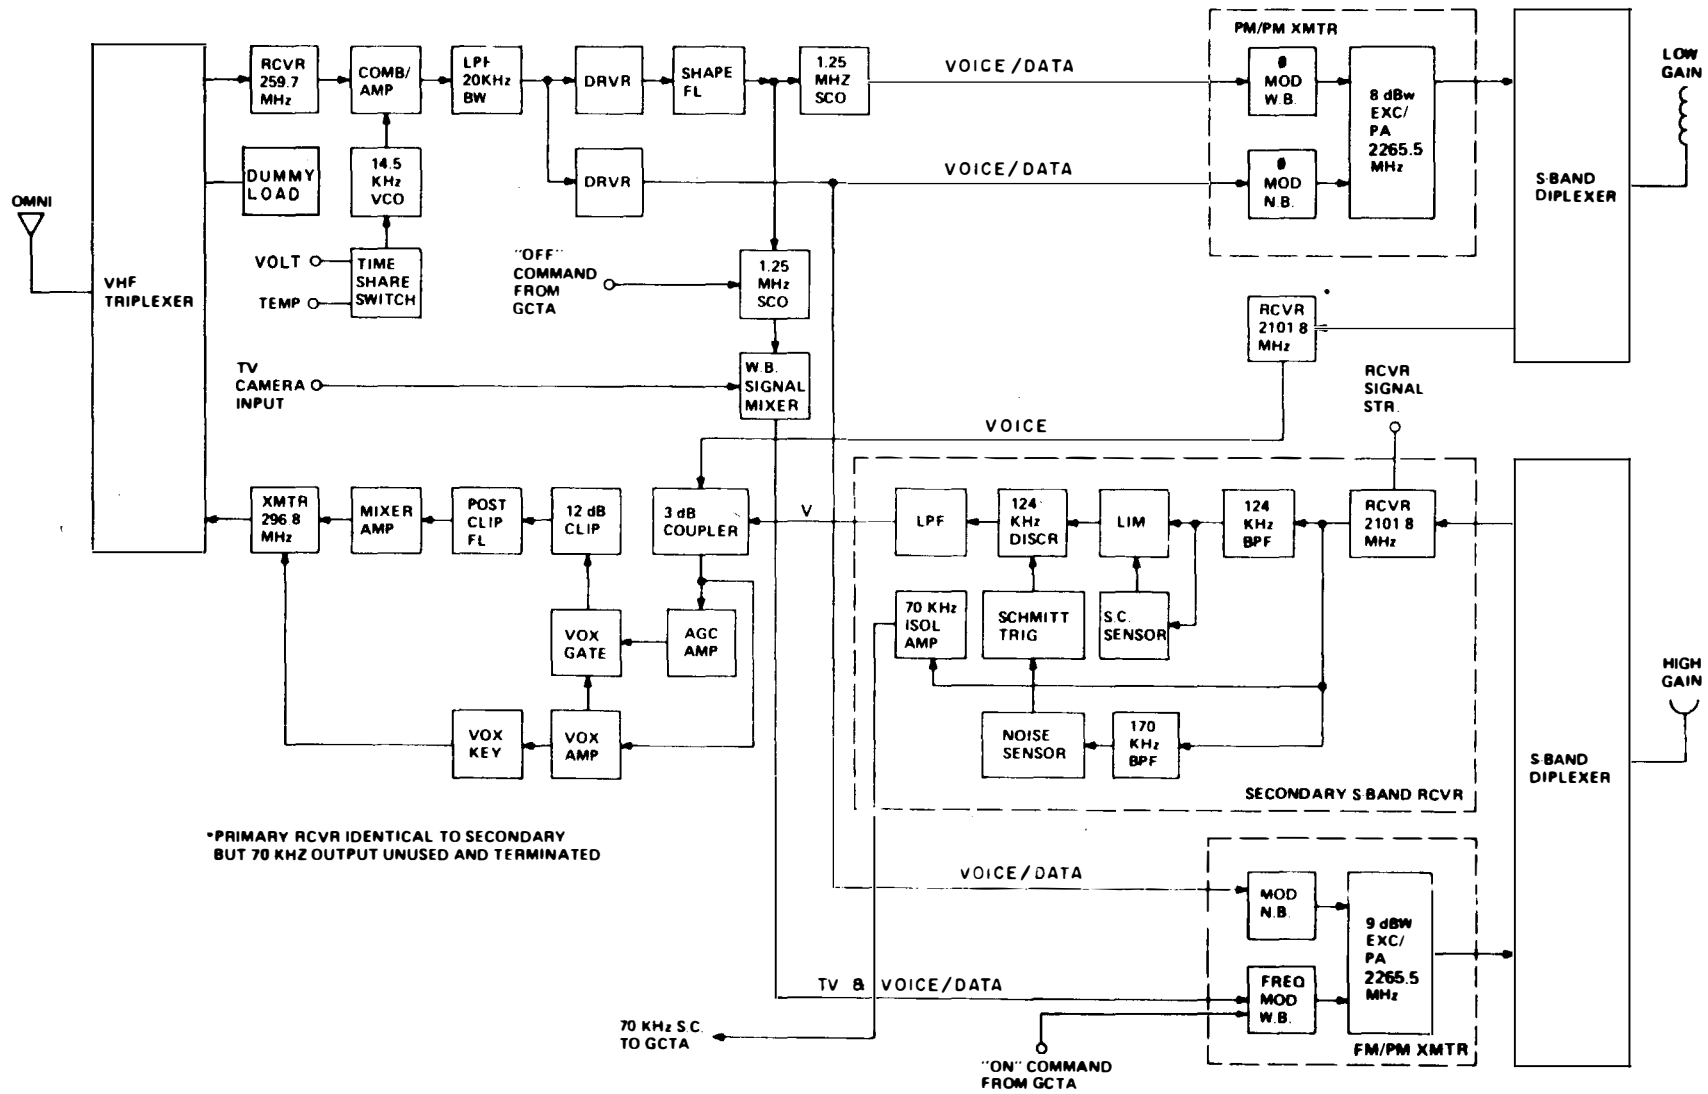 OMNI
VHF
TRIPLEXER
RCVR
259.7
MHz
COMB/
AMP
LPF
20KHz
BW
DRVR
SHAPE
FL
1.25
MHZ
SCO
VOICE/DATA
PM/PM XMTR
Ø
MOD
W.B.
8 dBw
EXC/
PA
2265.5
MHz
S-BAND
DIPLEXER
LOW
GAIN
DUMMY
LOAD
14.5
KHz
VCO
DRVR
VOICE/DATA
Ø
MOD
N.B.
VOLT
TEMP
TIME
SHARE
SWITCH
"OFF"
COMMAND
FROM
GCTA
1.25
MHz
SCO
*
RCVR
2101 8
MHz
TV
CAMERA
INPUT
W.B.
SIGNAL
MIXER
VOICE
RCVR
SIGNAL
STR.
XMTR
296.8
MHz
MIXER
AMP
POST
CLIP
FL
12 dB
CLIP
3 dB
COUPLER
V
LPF
124
KHz
DISCR
LIM
124
KHz
BPF
RCVR
2101 8
MHz
VOX
GATE
AGC
AMP
70 KHz
ISOL
AMP
SCHMITT
TRIG
S.C.
SENSOR
VOX
KEY
VOX
AMP
NOISE
SENSOR
170
KHz
BPF
SECONDARY S-BAND RCVR
S-BAND
DIPLEXER
HIGH
GAIN
*PRIMARY RCVR IDENTICAL TO SECONDARY
BUT 70 KHZ OUTPUT UNUSED AND TERMINATED
VOICE/DATA
MOD
N.B.
9 dBW
EXC/
PA
2265.5
MHz
TV & VOICE/DATA
FREQ
MOD
W.B.
70 KHz S.C.
TO GCTA
"ON" COMMAND
FROM GCTA
FM/PM XMTR